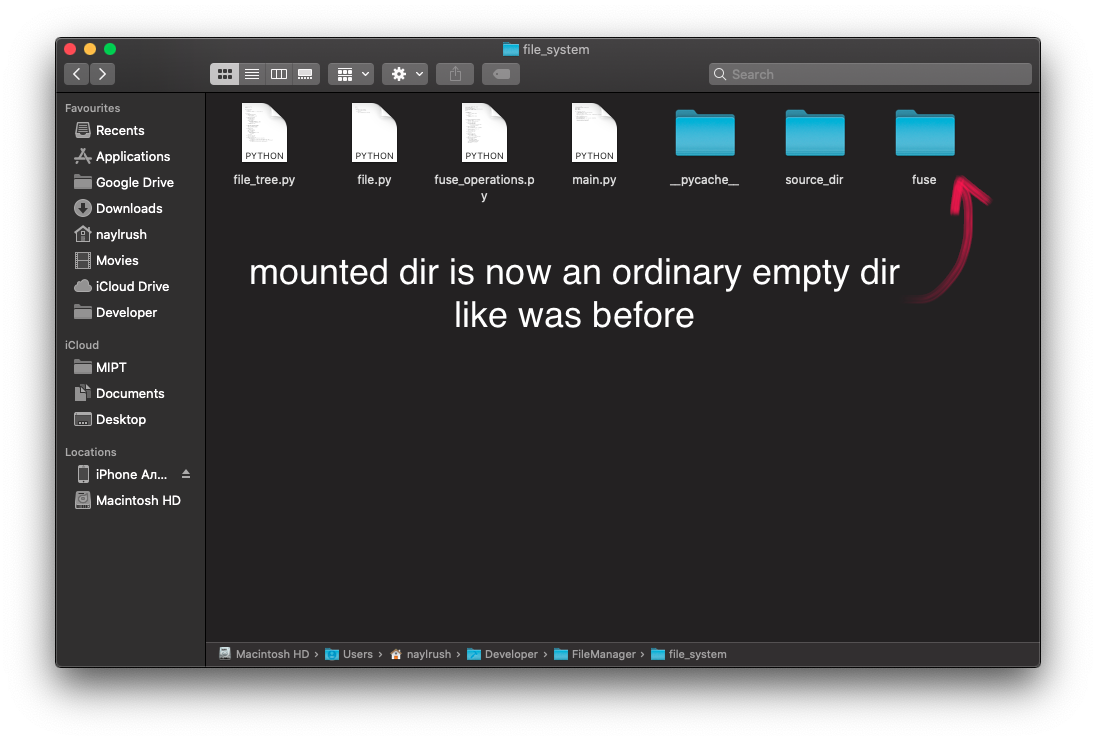 file_system
Search
Favourites
Recents
Applications
Google Drive
Downloads
naylrush
Movies
iCloud Drive
Developer
iCloud
MIPT
Documents
Desktop
Locations
iPhone Ал...
Macintosh HD
PYTHON PYTHON PYTHON PYTHON
file_tree.py file.py fuse_operations.p main.py __pycache__ source_dir fuse
y
mounted dir is now an ordinary empty dir
like was before
Macintosh HD › Users › naylrush › Developer › FileManager › file_system